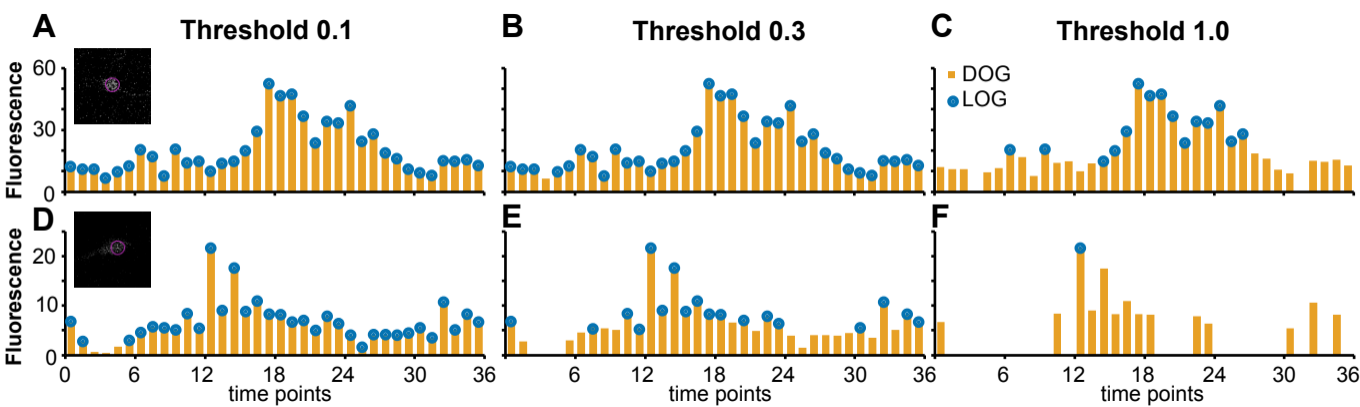 A Threshold 0.1 B Threshold 0.3 C Threshold 1.0
Fluorescence
60
30
0
DOG
LOG
D E F
Fluorescence
20
10
0
0 6 12 18 24 30 36 6 12 18 24 30 36 6 12 18 24 30 36
time points time points time points